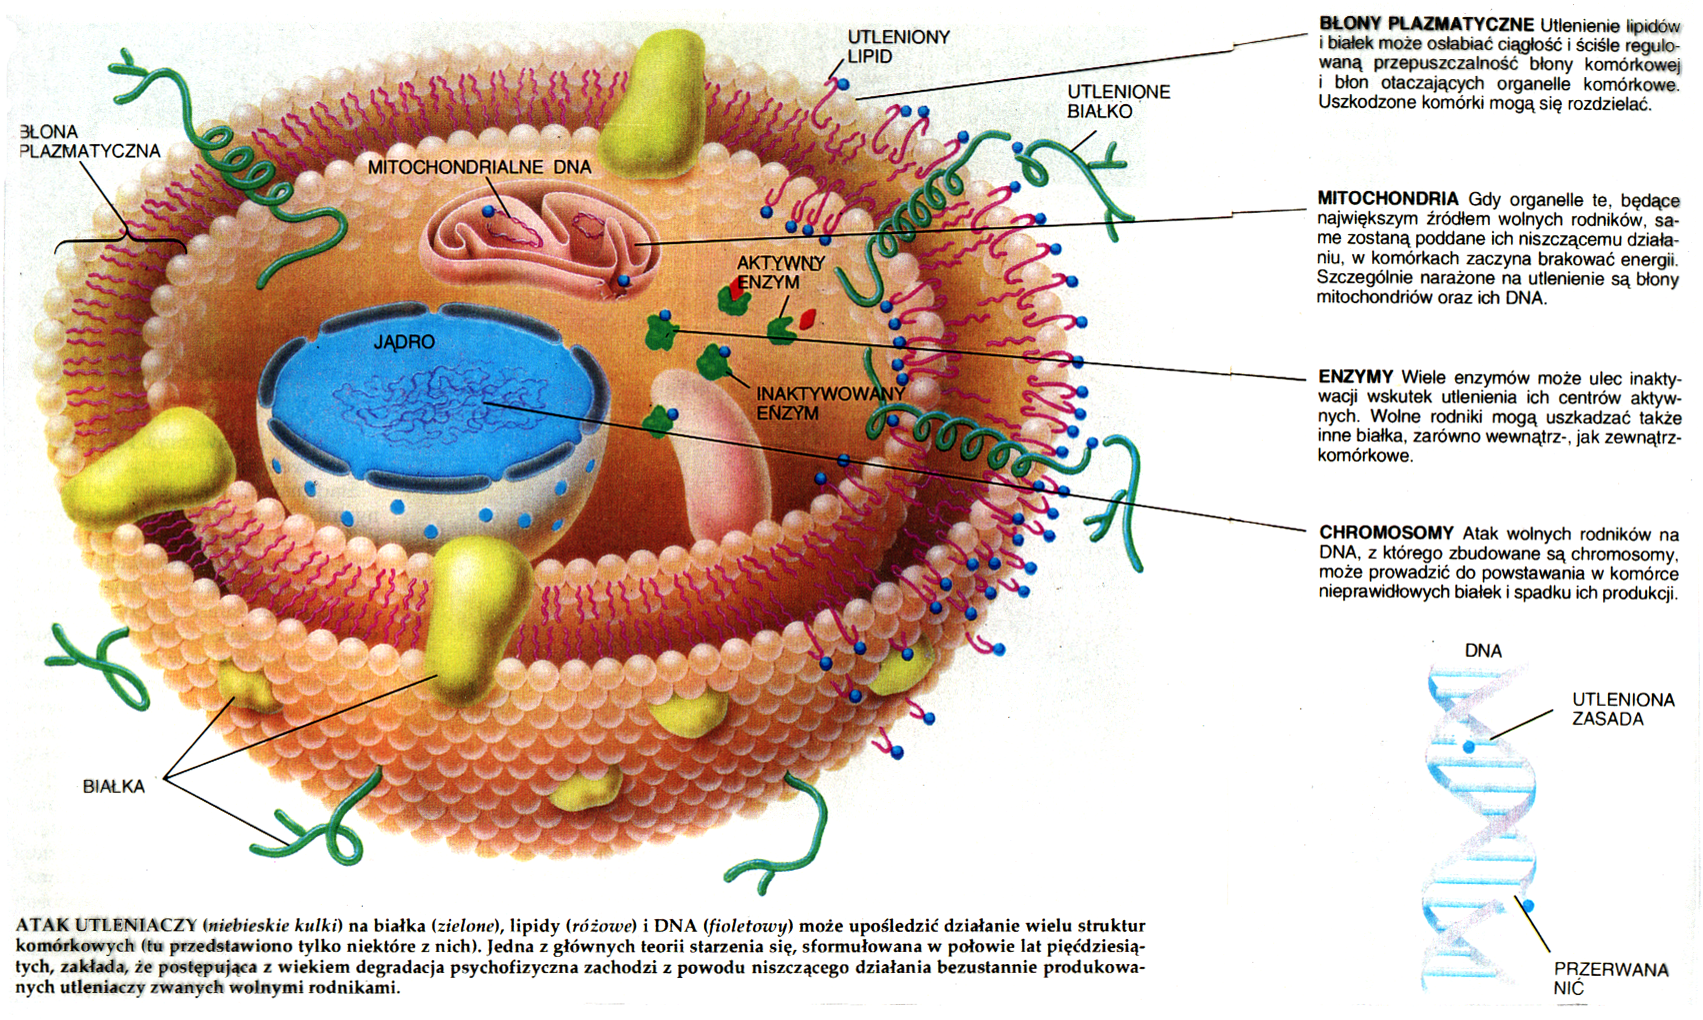 UTLENIONY
LIPID
UTLENIONE
BIAŁKO
BŁONA
PLAZMATYCZNA
MITOCHONDRIALNE DNA
AKTYWNY
ENZYM
JĄDRO
INAKTYWOWANY
ENZYM
BIAŁKA
BŁONY PLAZMATYCZNE Utlenienie lipidów
i białek może osłabiać ciągłość i ściśle regulo-
waną przepuszczalność błony komórkowej
i błon otaczających organelle komórkowe.
Uszkodzone komórki mogą się rozdzielać.
MITOCHONDRIA Gdy organelle te, będące
największym źródłem wolnych rodników, sa-
me zostaną poddane ich niszczącemu działa-
niu, w komórkach zaczyna brakować energii.
Szczególnie narażone na utlenienie są błony
mitochondriów oraz ich DNA.
ENZYMY Wiele enzymów może ulec inakty-
wacji wskutek utlenienia ich centrów aktyw-
nych. Wolne rodniki mogą uszkadzać także
inne białka, zarówno wewnątrz-, jak zewnątrz-
komórkowe.
CHROMOSOMY Atak wolnych rodników na
DNA, z którego zbudowane są chromosomy,
może prowadzić do powstawania w komórce
nieprawidłowych białek i spadku ich produkcji.
DNA
UTLENIONA
ZASADA
PRZERWANA
NIĆ
ATAK UTLENIACZY (niebieskie kulki) na białka (zielone), lipidy (różowe) i DNA (fioletowy) może upośledzić działanie wielu struktur
komórkowych (tu przedstawiono tylko niektóre z nich). Jedna z głównych teorii starzenia się, sformułowana w połowie lat pięćdziesią-
tych, zakłada, że postępująca z wiekiem degradacja psychofizyczna zachodzi z powodu niszczącego działania bezustannie produkowa-
nych utleniaczy zwanych wolnymi rodnikami.